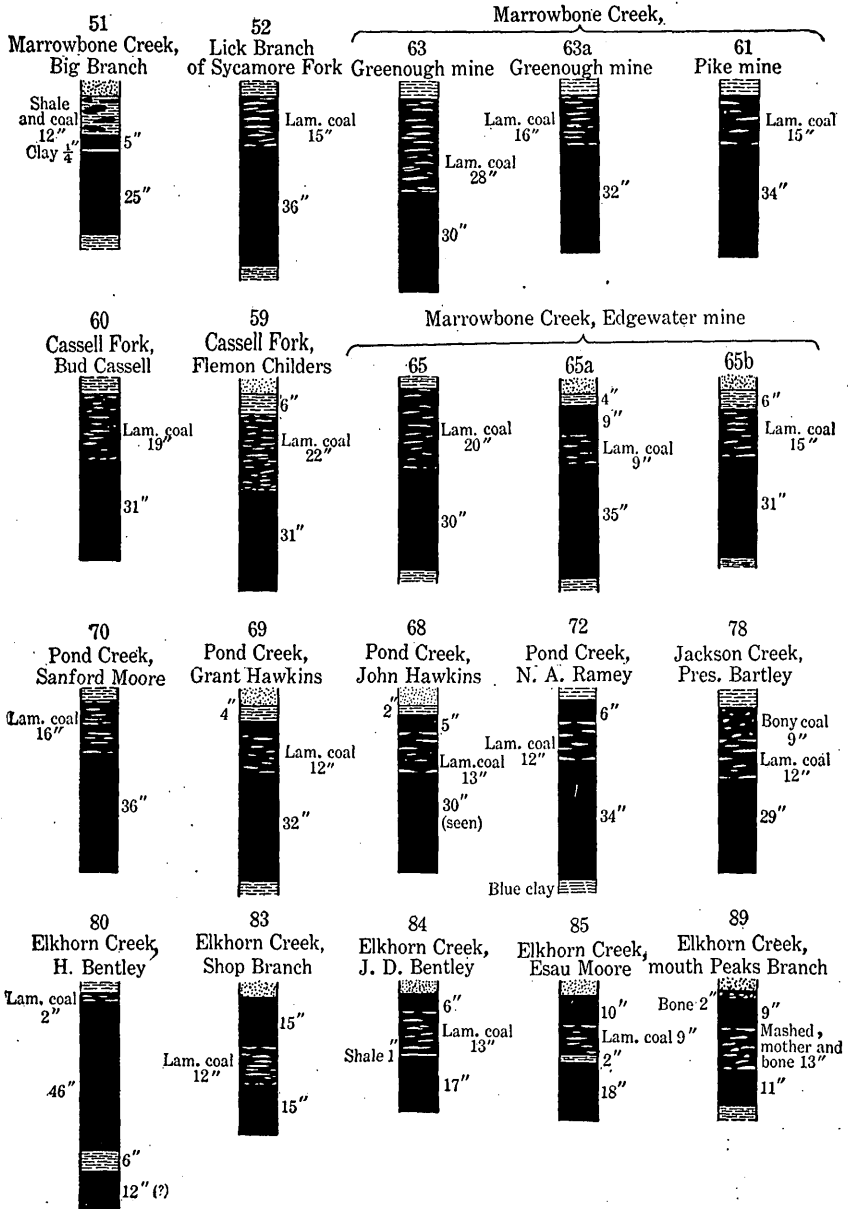 Marrowbone Creek,
51
Marrowbone Creek,
Big Branch
52
Lick Branch
of Sycamore Fork
63
Greenough mine
63a
Greenough mine
61
Pike mine
Shale
and coal
12"
Clay ¼"
5"
25"
Lam. coal
15"
36"
Lam. coal
28"
30"
Lam. coal
16"
32"
Lam. coal
15"
34"
60
Cassell Fork,
Bud Cassell
59
Cassell Fork,
Flemon Childers
Marrowbone Creek, Edgewater mine
65
65a
65b
Lam. coal
19"
31"
6"
Lam. coal
22"
31"
Lam. coal
20"
30"
4"
9"
Lam. coal
9"
35"
6"
Lam. coal
15"
31"
70
Pond Creek,
Sanford Moore
69
Pond Creek,
Grant Hawkins
68
Pond Creek,
John Hawkins
72
Pond Creek,
N. A. Ramey
78
Jackson Creek,
Pres. Bartley
Lam. coal
16"
36"
4"
Lam. coal
12"
32"
2"
5"
Lam. coal
13"
30"
(seen)
6"
Lam. coal
12"
34"
Blue clay
Bony coal
9"
Lam. coal
12"
29"
80
Elkhorn Creek,
H. Bentley
83
Elkhorn Creek,
Shop Branch
84
Elkhorn Creek,
J. D. Bentley
85
Elkhorn Creek,
Esau Moore
89
Elkhorn Creek,
mouth Peaks Branch
Lam. coal
2"
46"
6"
12" (?)
15"
Lam. coal
12"
15"
6"
Lam. coal
13"
Shale 1"
17"
10"
Lam. coal 9"
2"
18"
Bone 2"
9"
Mashed,
mother and
bone 13"
11"